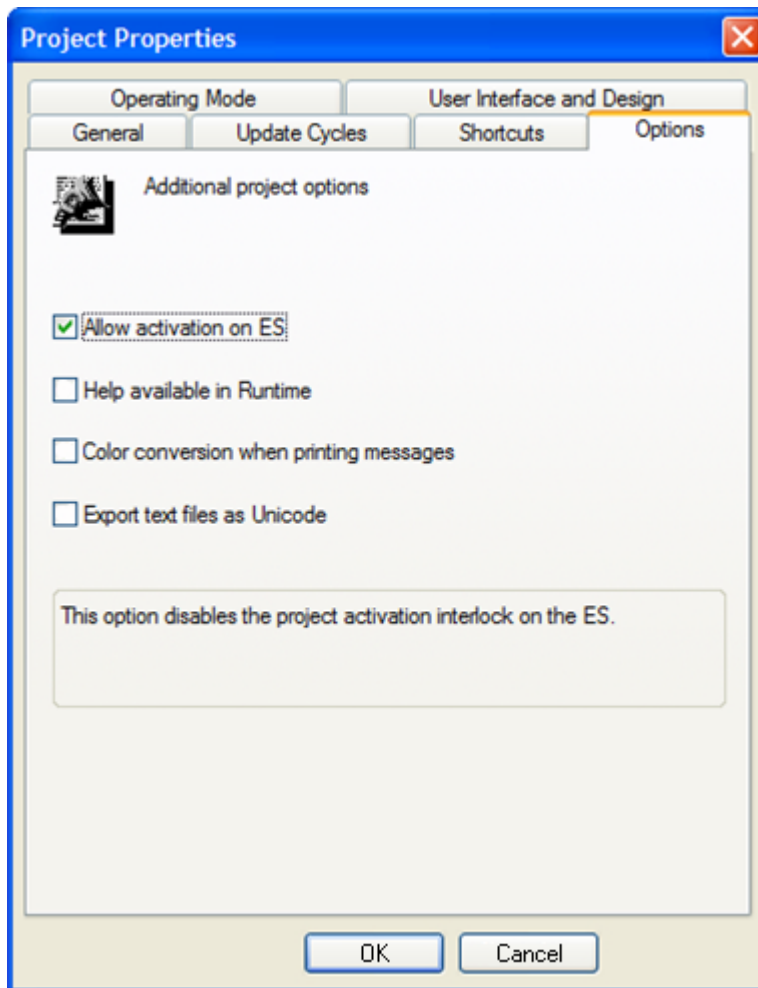 Project Properties
Operating Mode
User Interface and Design
General
Update Cycles
Shortcuts
Options
Additional project options
Allow activation on ES
Help available in Runtime
Color conversion when printing messages
Export text files as Unicode
This option disables the project activation interlock on the ES.
OK
Cancel